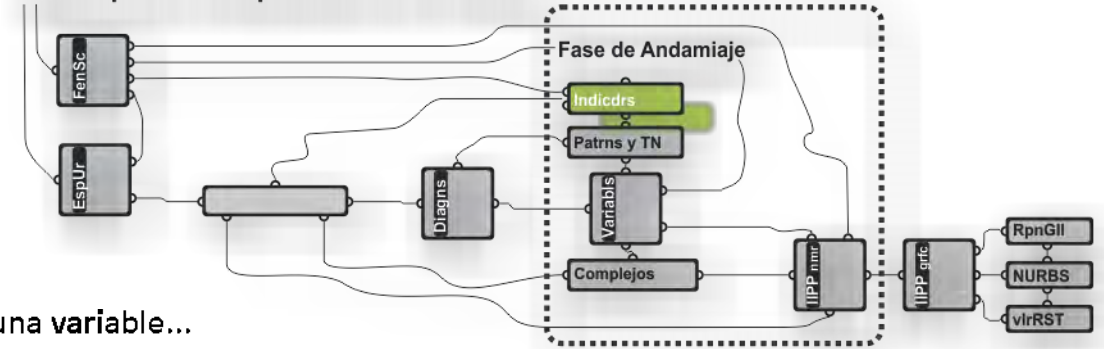 FenSc
Fase de Andamiaje
Indicdrs
Patrns y TN
EspUr
Diagns
Variabls
Complejos
IIPP nmr
IIPP grfc
RpnGII
NURBS
vlrRST
una variable...